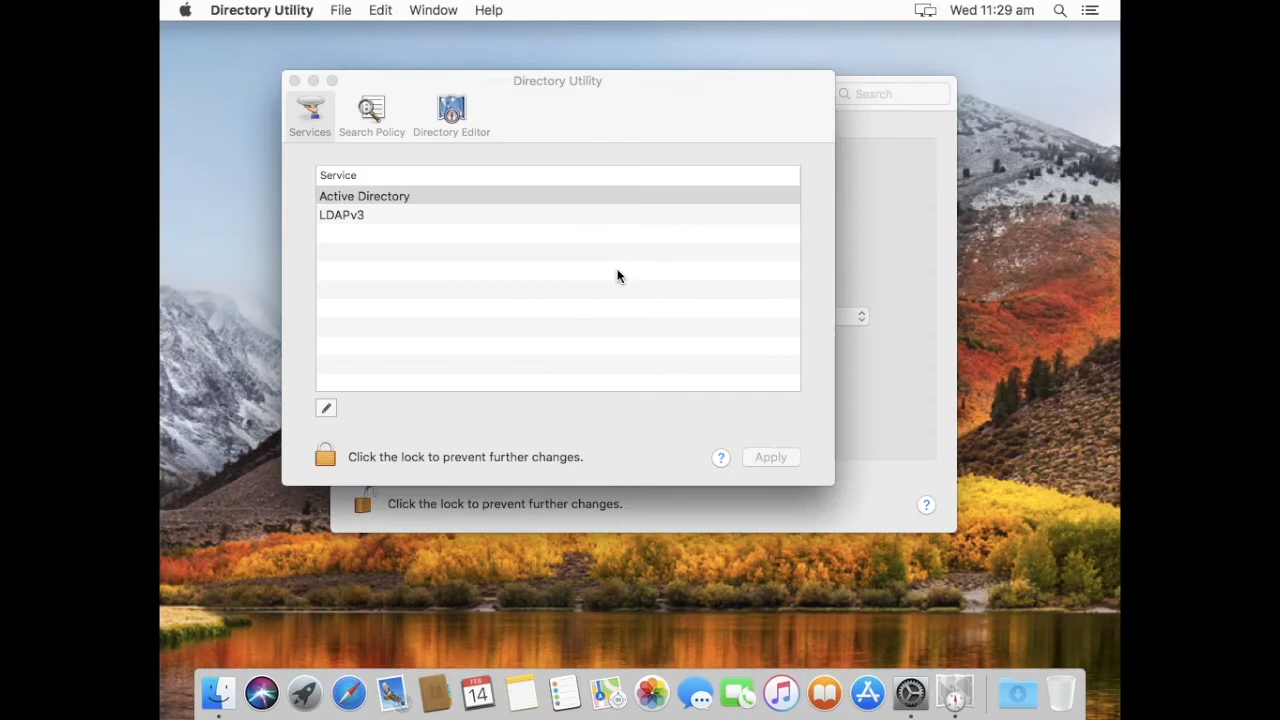 Directory Utility File Edit Window Help Wed 11:29 am
Directory Utility
Search
Services Search Policy Directory Editor
Service
Active Directory
LDAPv3
Click the lock to prevent further changes. ? Apply
Click the lock to prevent further changes. ?
FEB
14